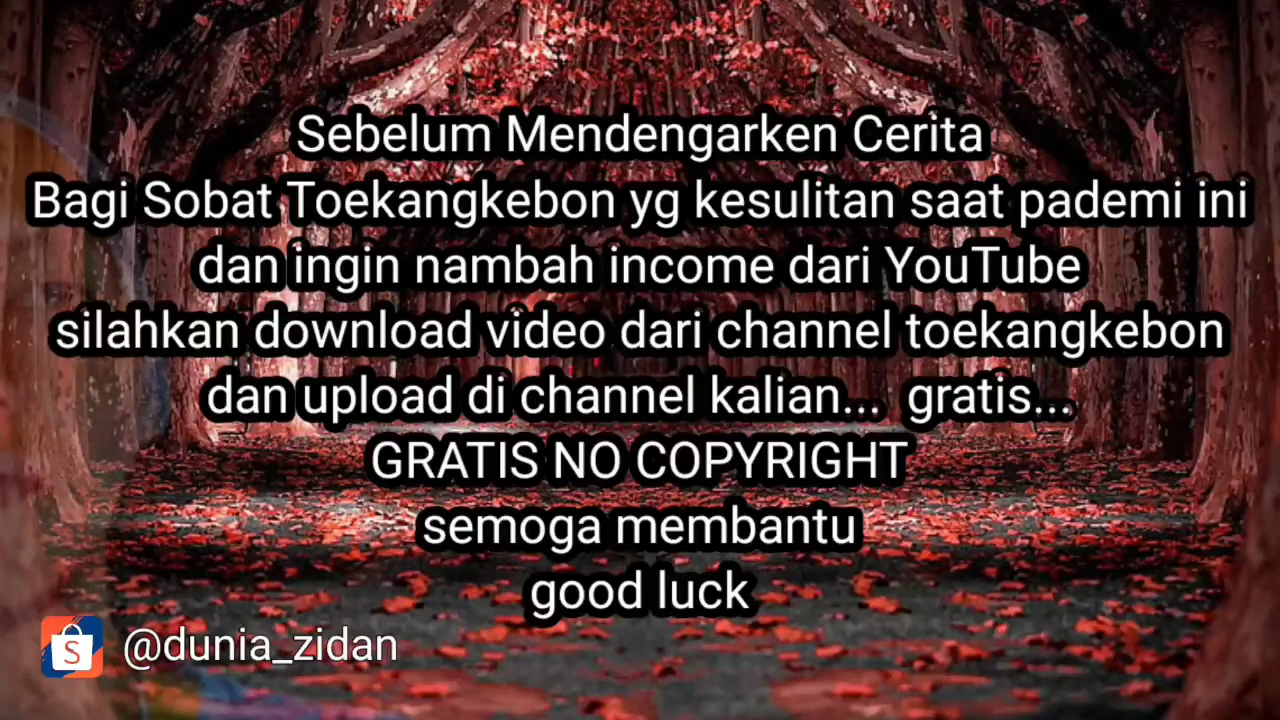 Sebelum Mendengarken Cerita
Bagi Sobat Toekangkebon yg kesulitan saat pademi ini
dan ingin nambah income dari YouTube
silahkan download video dari channel toekangkebon
dan upload di channel kalian... gratis...
GRATIS NO COPYRIGHT
semoga membantu
good luck
S @dunia_zidan